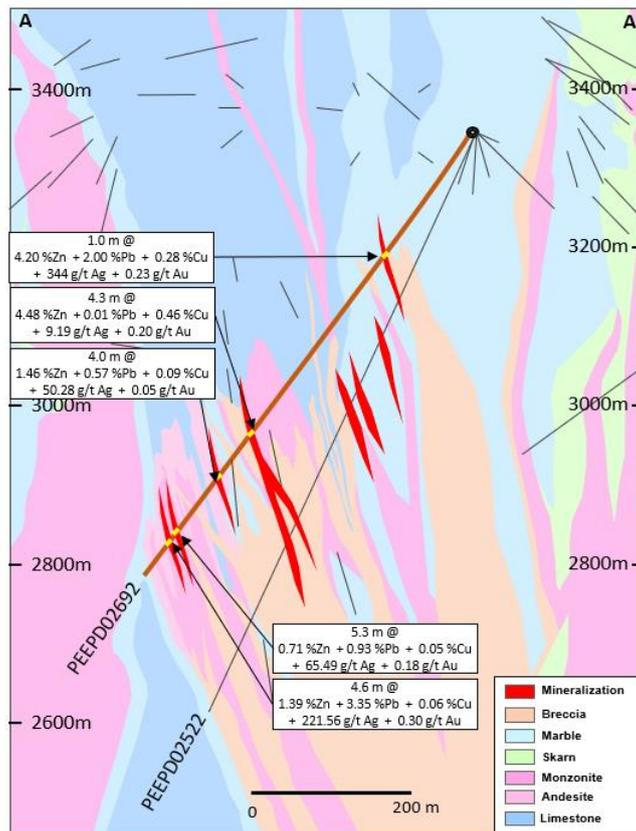 A
A
3400m
3400m
3200m
1.0 m @
4.20 %Zn + 2.00 %Pb + 0.28 %Cu
+ 344 g/t Ag + 0.23 g/t Au
4.3 m @
4.48 %Zn + 0.01 %Pb + 0.46 %Cu
+ 9.19 g/t Ag + 0.20 g/t Au
4.0 m @
1.46 %Zn + 0.57 %Pb + 0.09 %Cu
+ 50.28 g/t Ag + 0.05 g/t Au
3000m
3000m
2800m
2800m
PEEPD02692
5.3 m @
0.71 %Zn + 0.93 %Pb + 0.05 %Cu
+ 65.49 g/t Ag + 0.18 g/t Au
4.6 m @
1.39 %Zn + 3.35 %Pb + 0.06 %Cu
+ 221.56 g/t Ag + 0.30 g/t Au
2600m
PEEPD02522
0
200 m
Mineralization
Breccia
Marble
Skarn
Monzonite
Andesite
Limestone